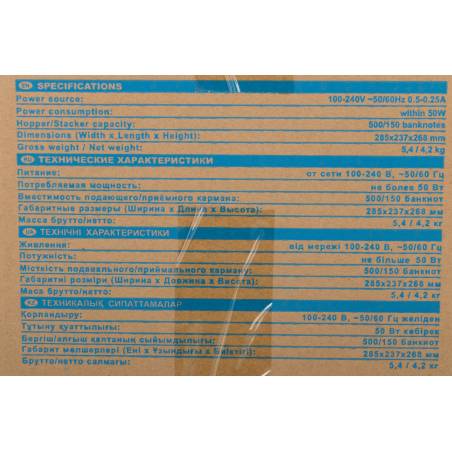 EN SPECIFICATIONS
Power source: 100-240V ~50/60Hz 0.5-0.25A
Power consumption: within 50W
Hopper/Stacker capacity: 500/150 banknotes
Dimensions (Width x Length x Height): 285x237x268 mm
Gross weight / Net weight: 5,4 / 4,2 kg
RU ТЕХНИЧЕСКИЕ ХАРАКТЕРИСТИКИ
Питание: от сети 100-240 В, ~50/60 Гц
Потребляемая мощность: не более 50 Вт
Вместимость подающего/приёмного кармана: 500/150 банкнот
Габаритные размеры (Ширина х Длина х Высота): 285x237x268 мм
Масса брутто/нетто: 5,4 / 4,2 кг
UA ТЕХНІЧНІ ХАРАКТЕРИСТИКИ
Живлення: від мережі 100-240 В, ~50/60 Гц
Потужність: не більше 50 Вт
Місткість подавального/приймального карману: 500/150 банкнот
Габаритні розміри (Ширина х Довжина х Висота): 285x237x268 мм
Маса брутто/нетто: 5,4 / 4,2 кг
KZ ТЕХНИКАЛЫҚ СИПАТТАМАЛАР
Қорландыру: 100-240 В, ~50/60 Гц желіден
Тұтыну қуаттылығы: 50 Вт көбірек
Бергіш/алғыш қалтаның сыйымдылығы: 500/150 банкнот
Габарит мөлшерлері (Ені х Ұзындығы х Биіктігі): 285x237x268 мм
Брутто/нетто салмағы: 5,4 / 4,2 кг